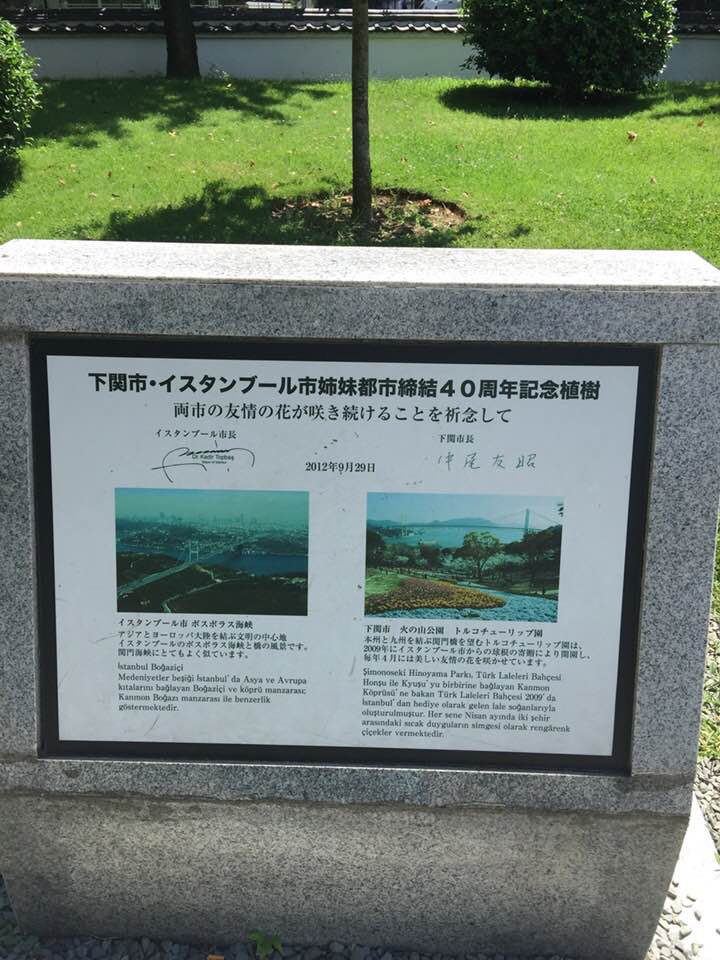 下関市・イスタンブール市姉妹都市締結４０周年記念植樹
両市の友情の花が咲き続けることを祈念して
イスタンブール市長
Dr. Kadir Topbaş
2012年9月29日
下関市長
中尾友昭
イスタンブール市 ボスポラス海峡
アジアとヨーロッパ大陸を結ぶ文明の中心地
イスタンブールのボスポラス海峡と橋の風景です。
関門海峡にとてもよく似ています。
İstanbul Boğaziçi
Medeniyetler beşiği İstanbul'da Asya ve Avrupa
kıtalarını bağlayan Boğaziçi ve köprü manzarası;
Kanmon Boğazı manzarası ile benzerlik
göstermektedir.
下関市 火の山公園 トルコチューリップ園
本州と九州を結ぶ関門橋を望むトルコチューリップ園は、
2009年にイスタンブール市からの球根の寄贈により開園し、
毎年４月には美しい友情の花を咲かせています。
Şimonoseki Hinoyama Parkı, Türk Laleleri Bahçesi
Honşu ile Kyuşu'yu birbirine bağlayan Kanmon
Köprüsü'ne bakan Türk Laleleri Bahçesi 2009'da
İstanbul'dan hediye olarak gelen lale soğanlarıyla
oluşturulmuştur. Her sene Nisan ayında iki şehir
arasındaki sıcak duyguların simgesi olarak rengârenk
çiçekler vermektedir.